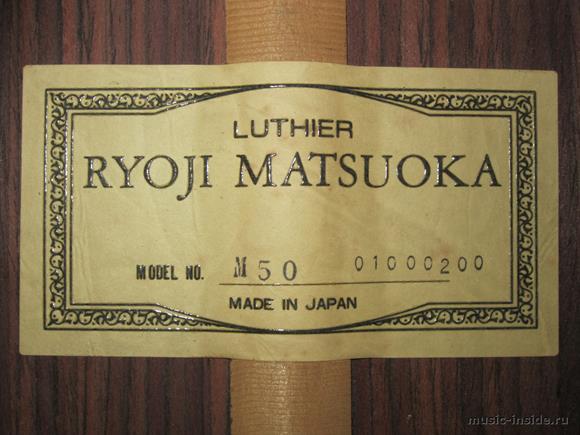 LUTHIER
RYOJI MATSUOKA
MODEL NO. M50 01000200
MADE IN JAPAN
music-inside.ru